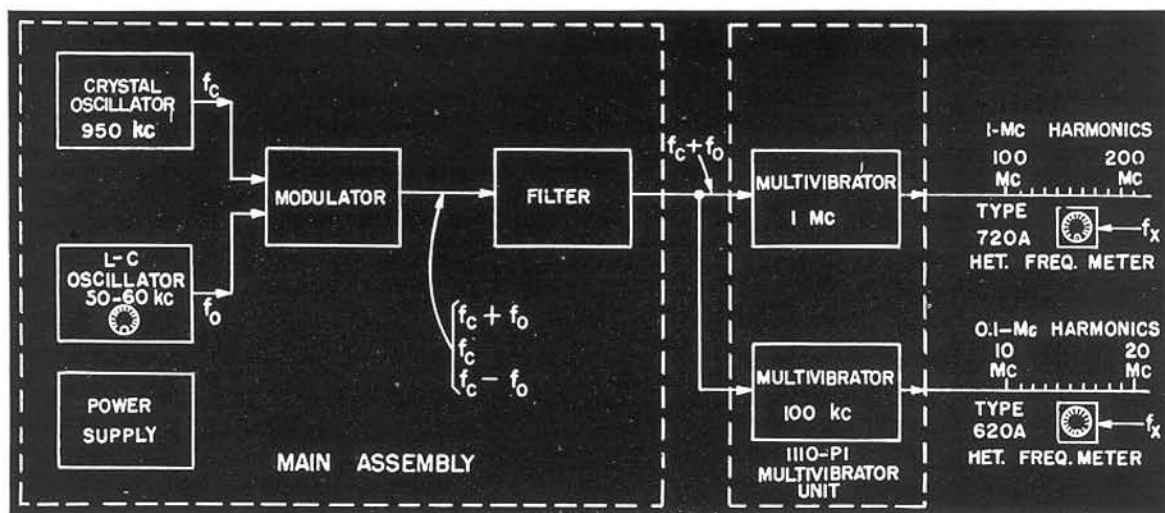 CRYSTAL
OSCILLATOR
950 kc
fC
L-C
OSCILLATOR
50-60 kc
fO
POWER
SUPPLY
MODULATOR
fC + fO
fC
fC - fO
FILTER
MAIN ASSEMBLY
fC + fO
MULTIVIBRATOR
1 Mc
MULTIVIBRATOR
100 kc
1110-P1
MULTIVIBRATOR
UNIT
1-Mc HARMONICS
100 200
Mc Mc
TYPE
720A
fX
HET. FREQ. METER
0.1-Mc HARMONICS
10 20
Mc Mc
TYPE
620A
fX
HET. FREQ. METER